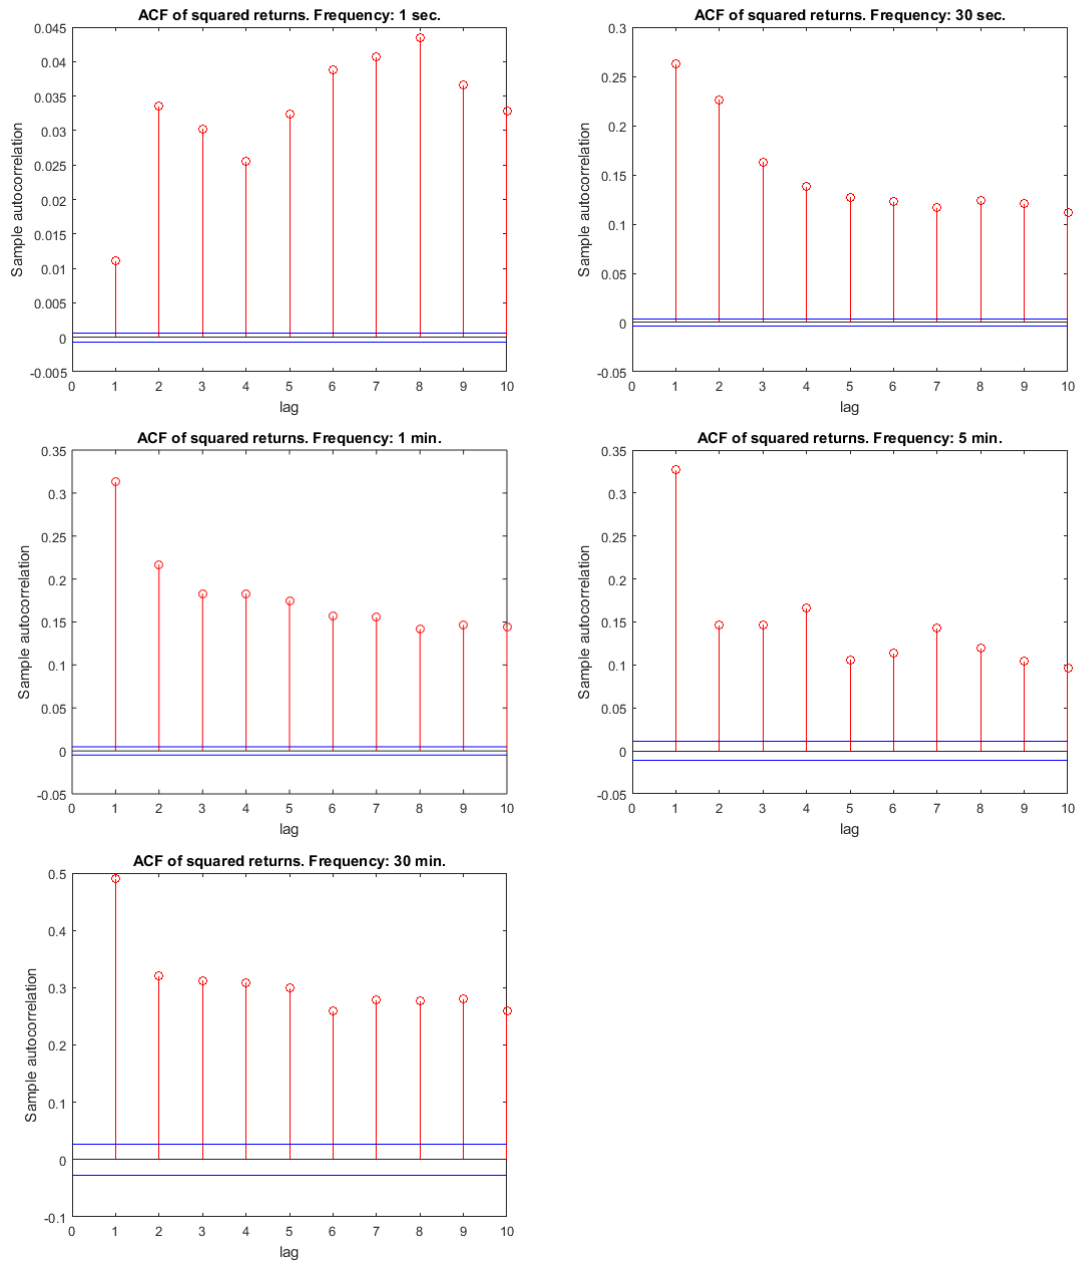 ACF of squared returns. Frequency: 1 sec.
0.045
0.04
0.035
0.03
0.025
0.02
0.015
0.01
0.005
0
-0.005
Sample autocorrelation
0 1 2 3 4 5 6 7 8 9 10
lag
ACF of squared returns. Frequency: 30 sec.
0.3
0.25
0.2
0.15
0.1
0.05
0
-0.05
Sample autocorrelation
0 1 2 3 4 5 6 7 8 9 10
lag
ACF of squared returns. Frequency: 1 min.
0.35
0.3
0.25
0.2
0.15
0.1
0.05
0
-0.05
Sample autocorrelation
0 1 2 3 4 5 6 7 8 9 10
lag
ACF of squared returns. Frequency: 5 min.
0.35
0.3
0.25
0.2
0.15
0.1
0.05
0
-0.05
Sample autocorrelation
0 1 2 3 4 5 6 7 8 9 10
lag
ACF of squared returns. Frequency: 30 min.
0.5
0.4
0.3
0.2
0.1
0
-0.1
Sample autocorrelation
0 1 2 3 4 5 6 7 8 9 10
lag